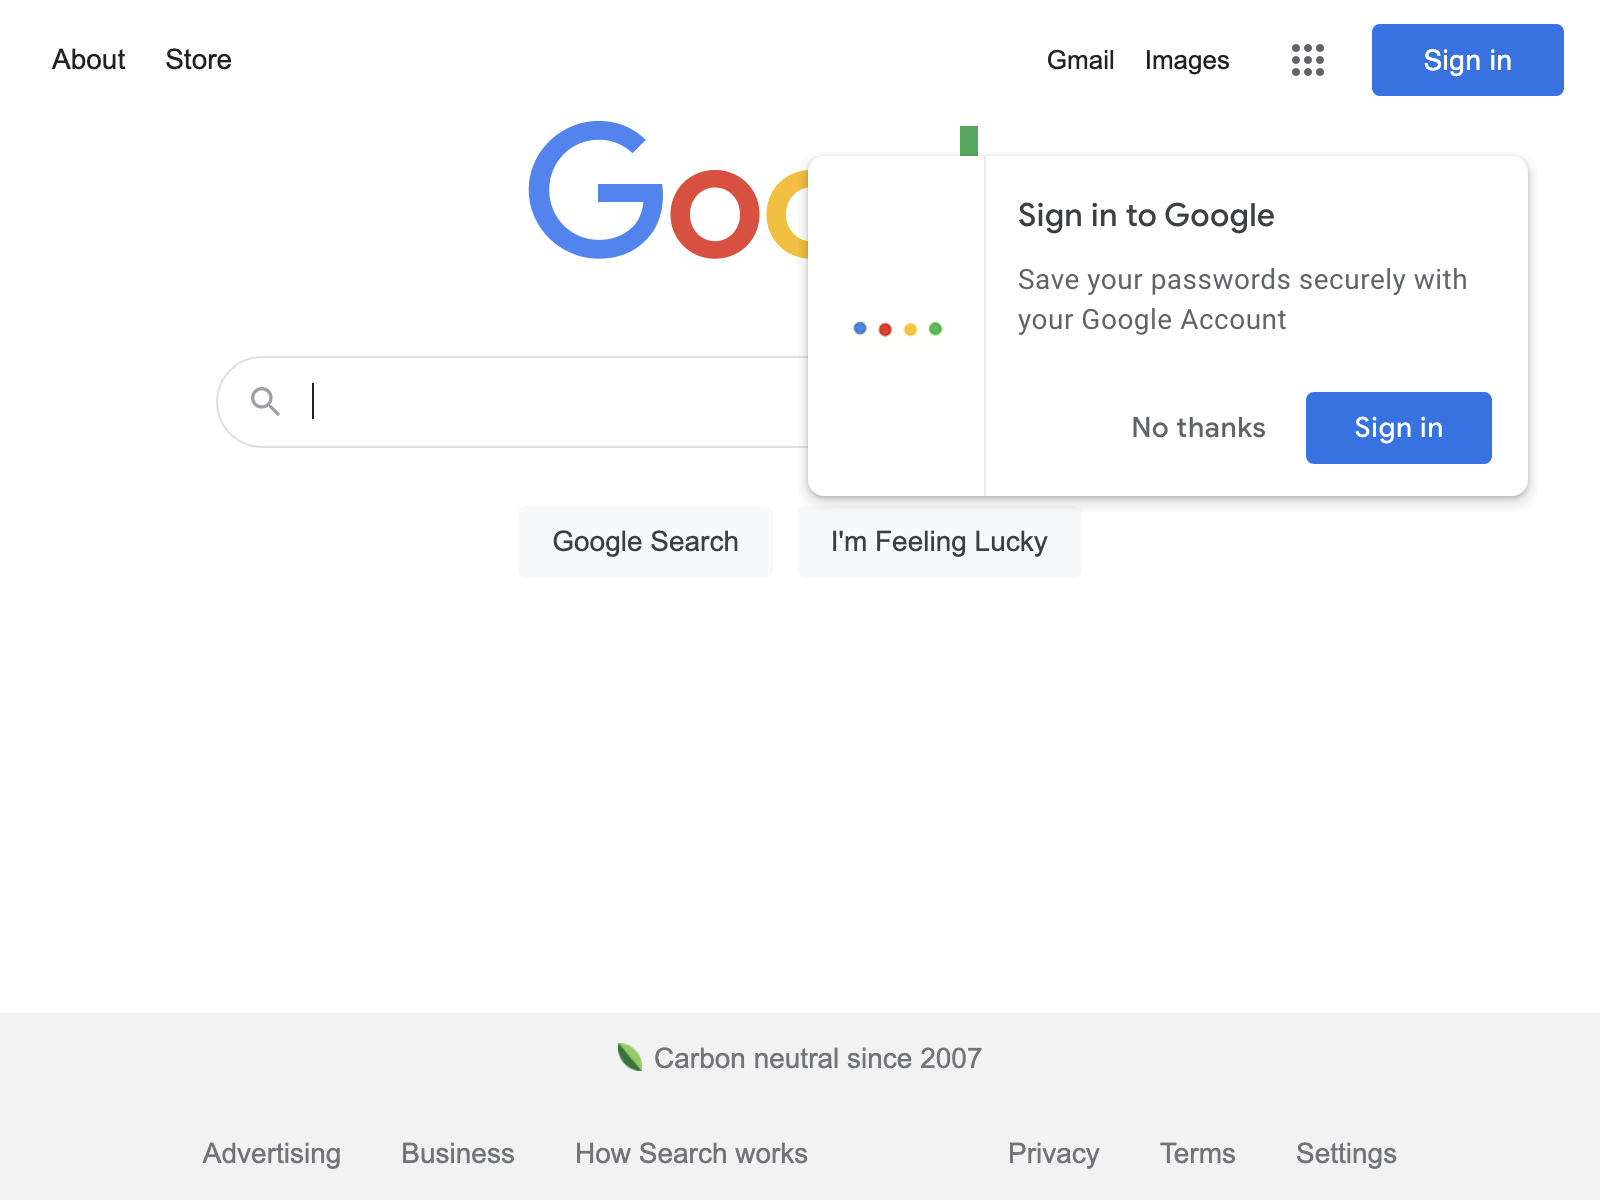 About Store Gmail Images Sign in
Goo
Sign in to Google
Save your passwords securely with
your Google Account
No thanks Sign in
Google Search I'm Feeling Lucky
Carbon neutral since 2007
Advertising Business How Search works Privacy Terms Settings